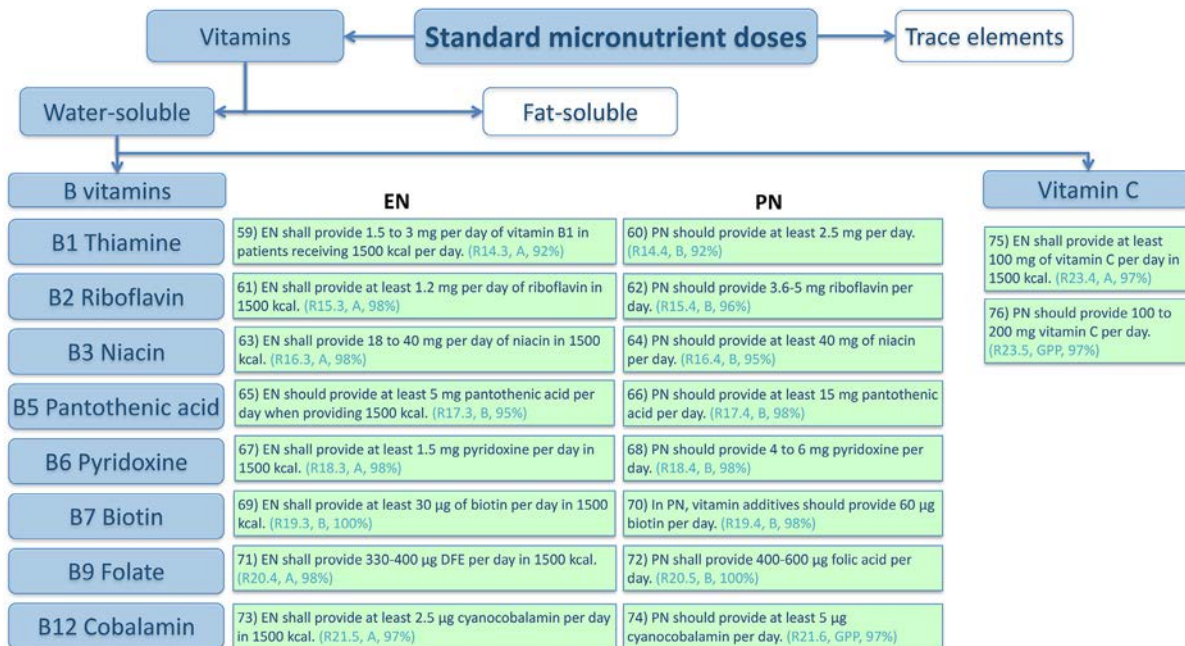 Vitamins
Standard micronutrient doses
Trace elements
Water-soluble
Fat-soluble
B vitamins
EN
PN
Vitamin C
B1 Thiamine
59) EN shall provide 1.5 to 3 mg per day of vitamin B1 in
patients receiving 1500 kcal per day. (R14.3, A, 92%)
60) PN should provide at least 2.5 mg per day.
(R14.4, B, 92%)
B2 Riboflavin
61) EN shall provide at least 1.2 mg per day of riboflavin in
1500 kcal. (R15.3, A, 98%)
62) PN should provide 3.6-5 mg riboflavin per
day. (R15.4, B, 96%)
B3 Niacin
63) EN shall provide 18 to 40 mg per day of niacin in 1500
kcal. (R16.3, A, 98%)
64) PN should provide at least 40 mg of niacin
per day. (R16.4, B, 95%)
B5 Pantothenic acid
65) EN should provide at least 5 mg pantothenic acid per
day when providing 1500 kcal. (R17.3, B, 95%)
66) PN should provide at least 15 mg pantothenic
acid per day. (R17.4, B, 98%)
B6 Pyridoxine
67) EN shall provide at least 1.5 mg pyridoxine per day in
1500 kcal. (R18.3, A, 98%)
68) PN should provide 4 to 6 mg pyridoxine per
day. (R18.4, B, 98%)
B7 Biotin
69) EN shall provide at least 30 µg of biotin per day in 1500
kcal. (R19.3, B, 100%)
70) In PN, vitamin additives should provide 60 µg
biotin per day. (R19.4, B, 98%)
B9 Folate
71) EN shall provide 330-400 µg DFE per day in 1500 kcal.
(R20.4, A, 98%)
72) PN shall provide 400-600 µg folic acid per
day. (R20.5, B, 100%)
B12 Cobalamin
73) EN shall provide at least 2.5 µg cyanocobalamin per day
in 1500 kcal. (R21.5, A, 97%)
74) PN should provide at least 5 µg
cyanocobalamin per day. (R21.6, GPP, 97%)
75) EN shall provide at least
100 mg of vitamin C per day in
1500 kcal. (R23.4, A, 97%)
76) PN should provide 100 to
200 mg vitamin C per day.
(R23.5, GPP, 97%)